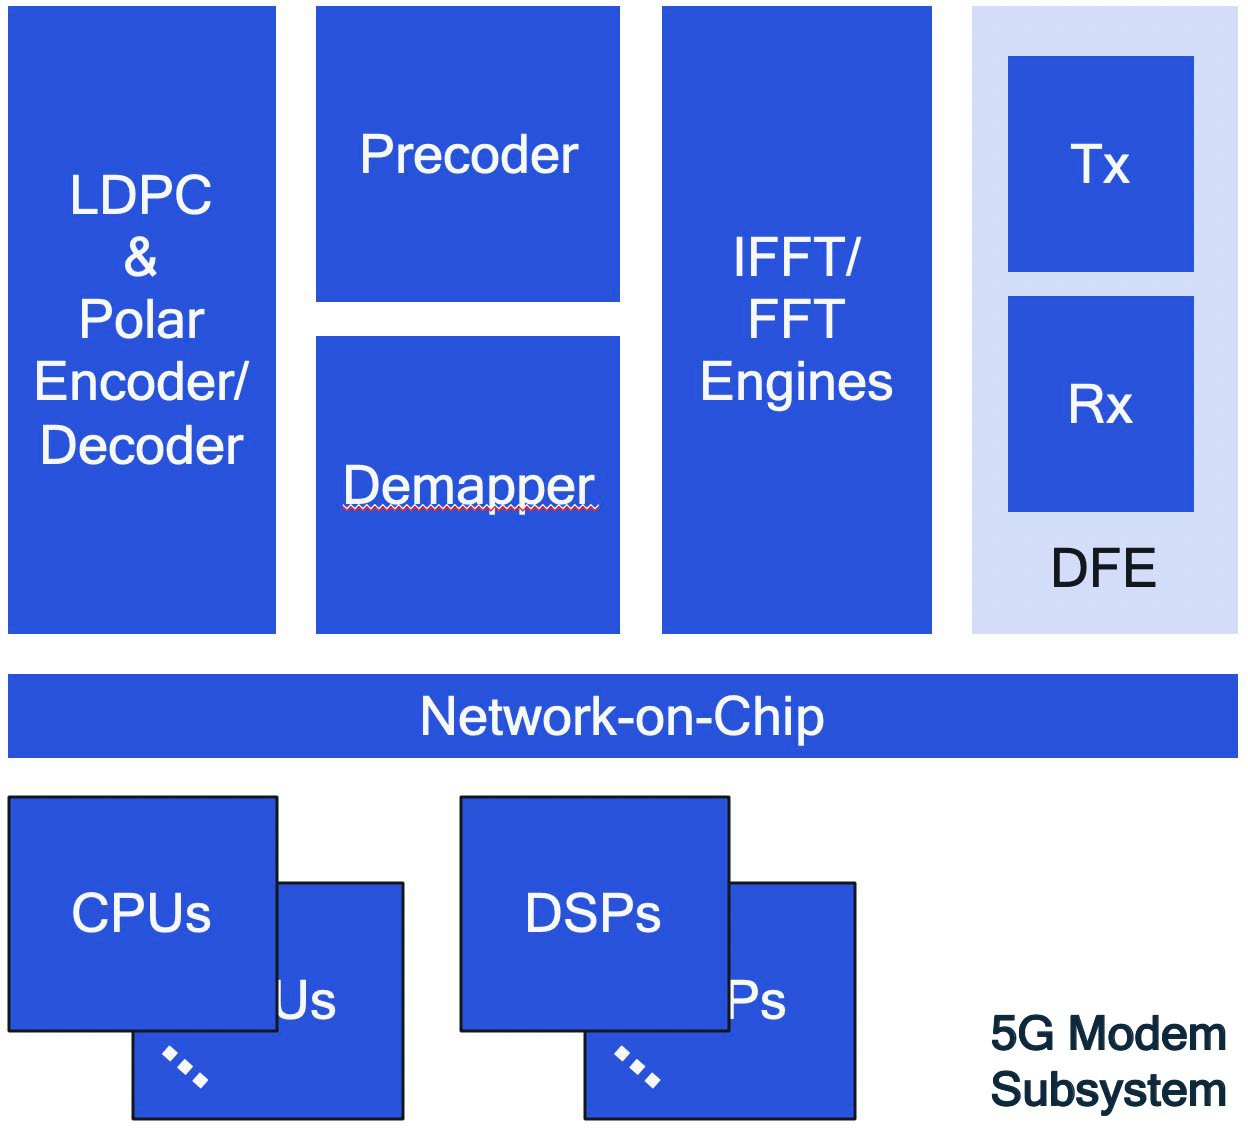 LDPC
&
Polar
Encoder/
Decoder
Precoder
Demapper
IFFT/
FFT
Engines
Tx
Rx
DFE
Network-on-Chip
CPUs
Us
DSPs
Ps
5G Modem
Subsystem